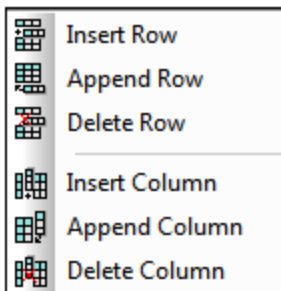 Insert Row
Append Row
Delete Row
Insert Column
Append Column
Delete Column